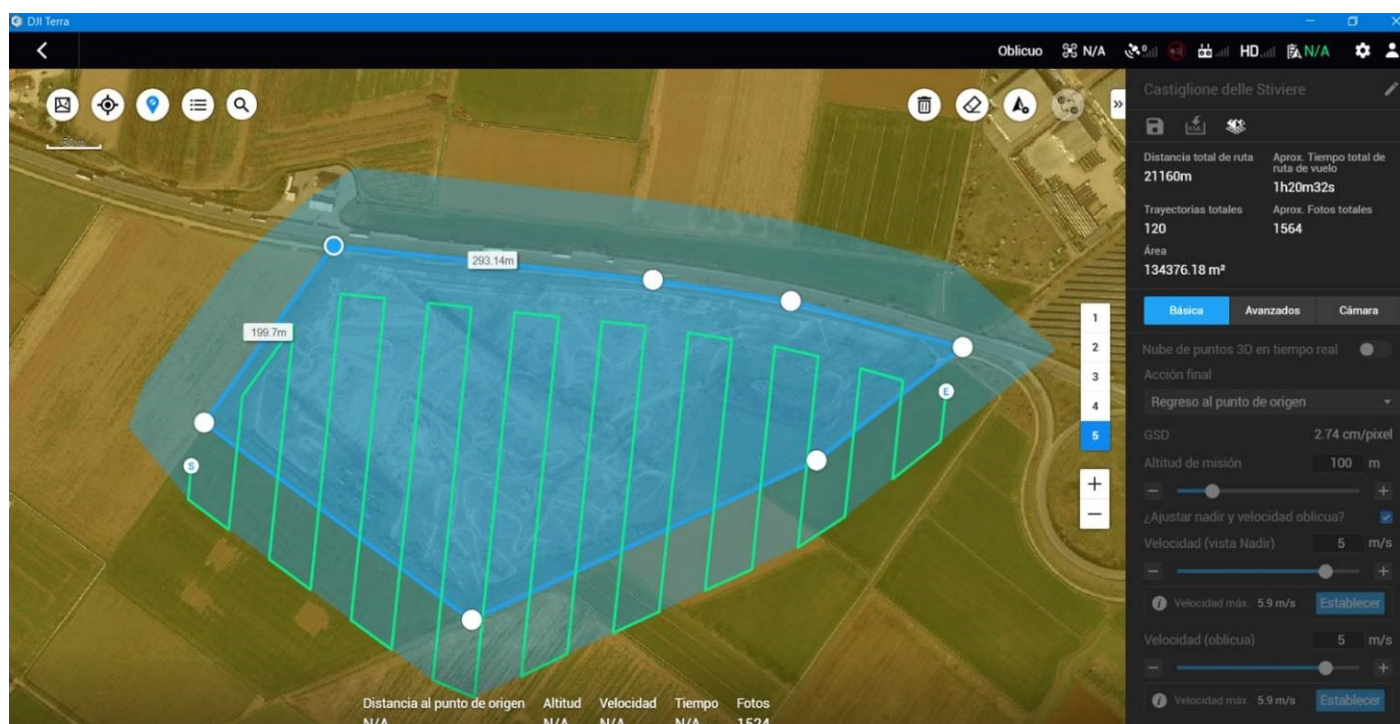 DJI Terra
Oblicuo N/A HD N/A
50 m
293.14m
199.7m
S
E
1
2
3
4
5
+
−
Distancia al punto de origen Altitud Velocidad Tiempo Fotos
N/A N/A N/A N/A 1524
Castiglione delle Stiviere
KML
Distancia total de ruta
21160m
Aprox. Tiempo total de
ruta de vuelo
1h20m32s
Trayectorias totales
120
Aprox. Fotos totales
1564
Área
134376.18 m²
Básica Avanzados Cámara
Nube de puntos 3D en tiempo real
Acción final
Regreso al punto de origen
GSD 2.74 cm/pixel
Altitud de misión 100 m
− +
¿Ajustar nadir y velocidad oblicua?
Velocidad (vista Nadir) 5 m/s
− +
Velocidad máx. 5.9 m/s Establecer
Velocidad (oblicua) 5 m/s
− +
Velocidad máx. 5.9 m/s Establecer